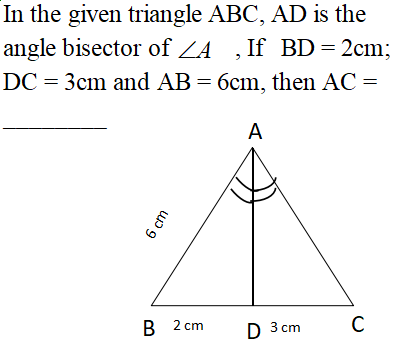 In the given triangle ABC, AD is the
angle bisector of ∠A , If BD = 2cm;
DC = 3cm and AB = 6cm, then AC =
________
A
6 cm
B 2 cm D 3 cm C